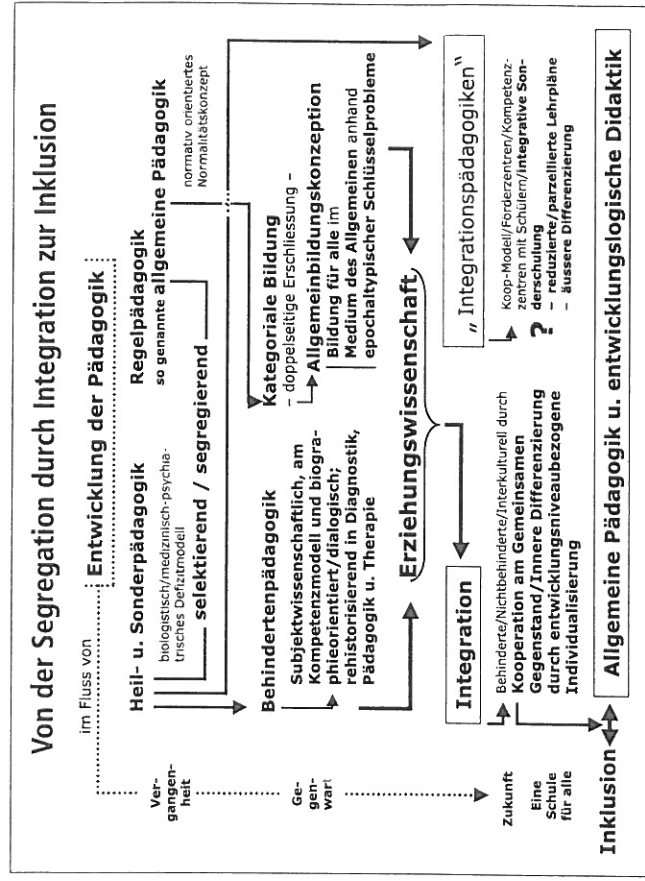 Von der Segregation durch Integration zur Inklusion
im Fluss von
Entwicklung der Pädagogik
Ver-
gangen-
heit
Heil- u. Sonderpädagogik
biologistisch/medizinisch-psychia-
trisches Defizitmodell
selektierend / segregierend
Regelpädagogik
so genannte allgemeine Pädagogik
normativ orientiertes
Normalitätskonzept
Ge-
gen-
wart
Behindertenpädagogik
Subjektwissenschaftlich, am
Kompetenzmodell und biogra-
phieorientiert/dialogisch;
rehistorisierend in Diagnostik,
Pädagogik u. Therapie
Kategoriale Bildung
– doppelseitige Erschliessung –
Allgemeinbildungskonzeption
Bildung für alle im
Medium des Allgemeinen anhand
epochaltypischer Schlüsselprobleme
Erziehungswissenschaft
Zukunft
Eine
Schule
für alle
Integration
Behinderte/Nichtbehinderte/Interkulturell durch
Kooperation am Gemeinsamen
Gegenstand/Innere Differenzierung
durch entwicklungsniveaubezogene
Individualisierung
„Integrationspädagogiken"
Koop-Modell/Förderzentren/Kompetenz-
zentren mit Schülern/integrative Son-
derschulung
? – reduzierte/parzellierte Lehrpläne
– äussere Differenzierung
Inklusion
Allgemeine Pädagogik u. entwicklungslogische Didaktik